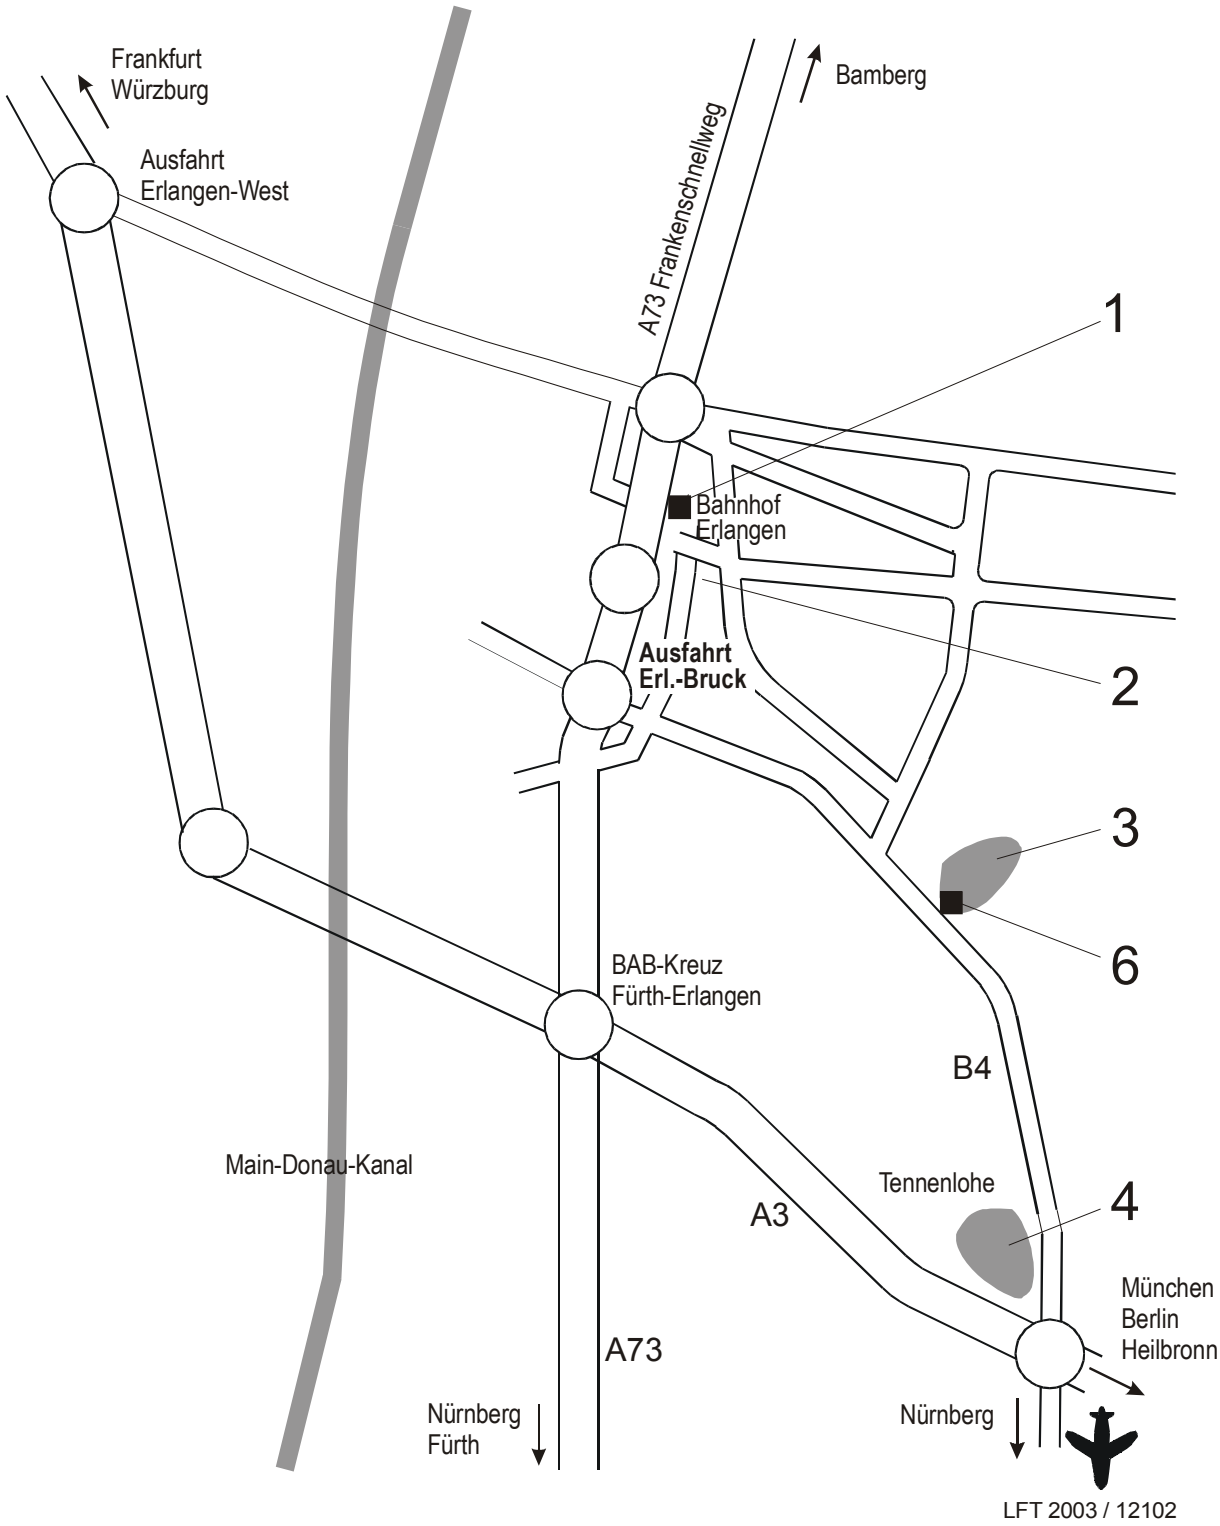 Frankfurt
Würzburg
Bamberg
Ausfahrt
Erlangen-West
A73 Frankenschnellweg
1
Bahnhof
Erlangen
Ausfahrt
Erl.-Bruck
2
3
6
BAB-Kreuz
Fürth-Erlangen
B4
Main-Donau-Kanal
Tennenlohe
4
A3
München
Berlin
Heilbronn
A73
Nürnberg
Fürth
Nürnberg
LFT 2003 / 12102